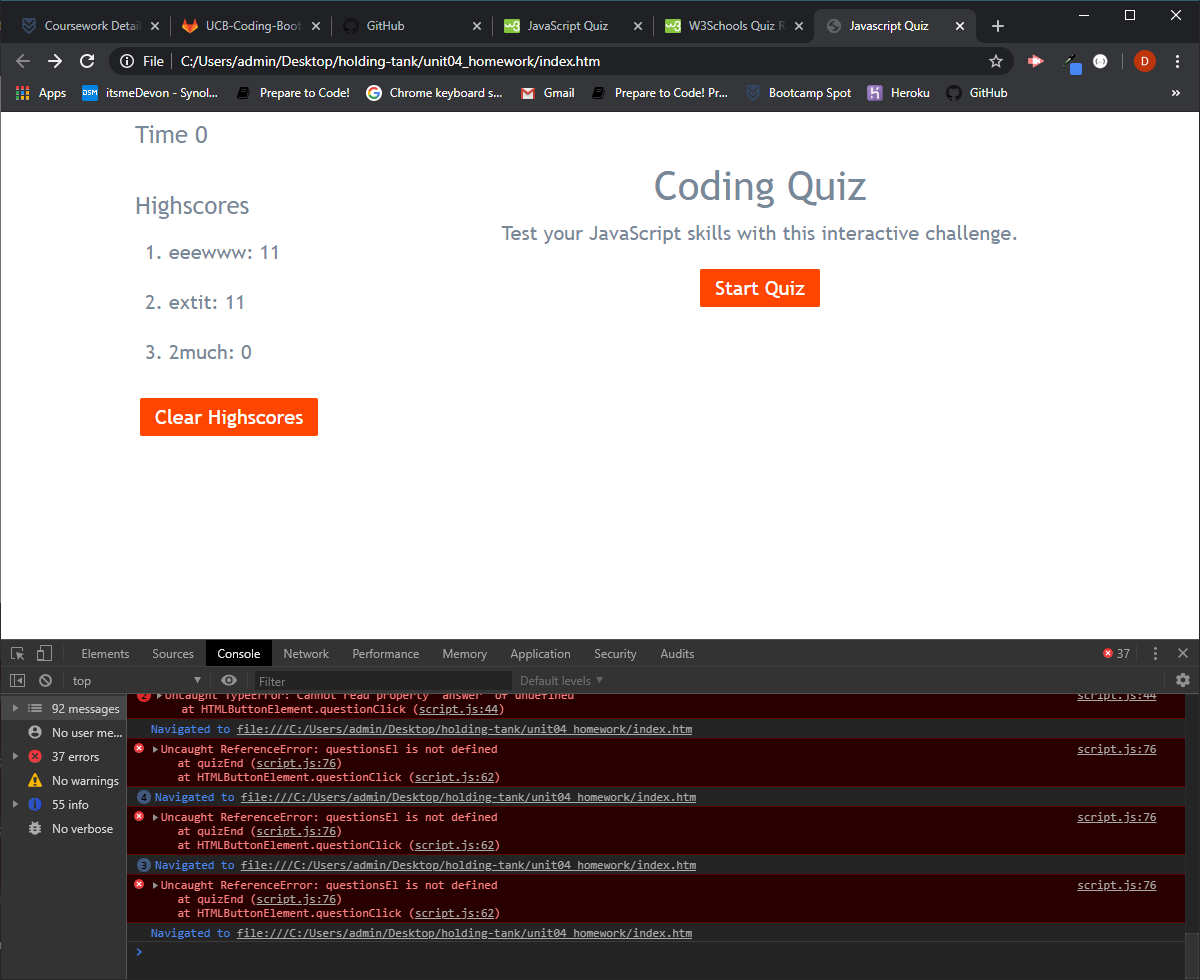 Coursework Detail
UCB-Coding-Boot
GitHub
JavaScript Quiz
W3Schools Quiz R
Javascript Quiz
File
C:/Users/admin/Desktop/holding-tank/unit04_homework/index.htm
D
Apps
DSM
itsmeDevon - Synol...
Prepare to Code!
Chrome keyboard s...
Gmail
Prepare to Code! Pr...
Bootcamp Spot
Heroku
GitHub
»
Time 0
Highscores
1. eeewww: 11
2. extit: 11
3. 2much: 0
Clear Highscores
Coding Quiz
Test your JavaScript skills with this interactive challenge.
Start Quiz
Elements Sources Console Network Performance Memory Application Security Audits
37
top
Filter
Default levels ▼
92 messages
No user me...
37 errors
No warnings
55 info
No verbose
2 Uncaught TypeError: Cannot read property 'answer' of undefined script.js:44
at HTMLButtonElement.questionClick (script.js:44)
Navigated to file:///C:/Users/admin/Desktop/holding-tank/unit04_homework/index.htm
Uncaught ReferenceError: questionsEl is not defined script.js:76
at quizEnd (script.js:76)
at HTMLButtonElement.questionClick (script.js:62)
4 Navigated to file:///C:/Users/admin/Desktop/holding-tank/unit04_homework/index.htm
Uncaught ReferenceError: questionsEl is not defined script.js:76
at quizEnd (script.js:76)
at HTMLButtonElement.questionClick (script.js:62)
3 Navigated to file:///C:/Users/admin/Desktop/holding-tank/unit04_homework/index.htm
Uncaught ReferenceError: questionsEl is not defined script.js:76
at quizEnd (script.js:76)
at HTMLButtonElement.questionClick (script.js:62)
Navigated to file:///C:/Users/admin/Desktop/holding-tank/unit04_homework/index.htm